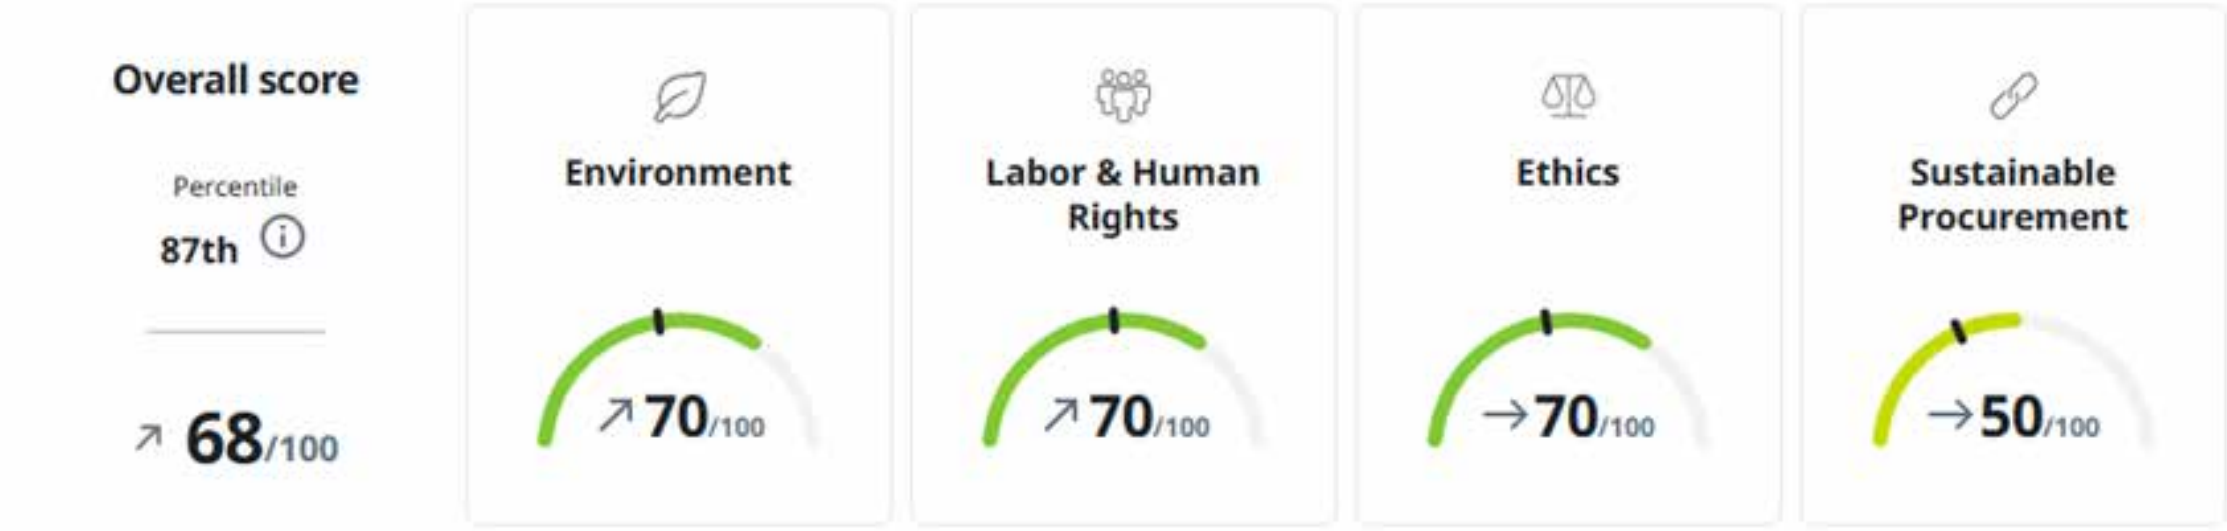 Overall score
Percentile
87th
68/100
Environment
70/100
Labor & Human
Rights
70/100
Ethics
70/100
Sustainable
Procurement
50/100